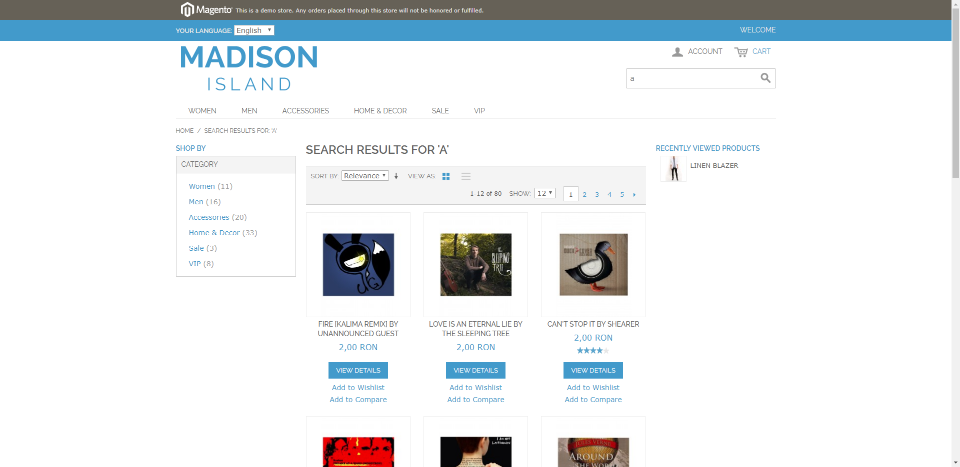 Magento This is a demo store. Any orders placed through this store will not be honored or fulfilled.
YOUR LANGUAGE: English
WELCOME
MADISON
ISLAND
ACCOUNT CART
a
WOMEN MEN ACCESSORIES HOME & DECOR SALE VIP
HOME / SEARCH RESULTS FOR: 'A'
SHOP BY
CATEGORY
Women (11)
Men (16)
Accessories (20)
Home & Decor (33)
Sale (3)
VIP (8)
SEARCH RESULTS FOR 'A'
SORT BY Relevance VIEW AS
1-12 of 80 SHOW: 12 1 2 3 4 5 »
SLEEPING
TREE
FIRE (KALIMA REMIX) BY
UNANNOUNCED GUEST
2,00 RON
VIEW DETAILS
Add to Wishlist
Add to Compare
LOVE IS AN ETERNAL LIE BY
THE SLEEPING TREE
2,00 RON
VIEW DETAILS
Add to Wishlist
Add to Compare
CAN'T STOP IT BY SHEARER
2,00 RON
VIEW DETAILS
Add to Wishlist
Add to Compare
AROUND
THE WORLD
RECENTLY VIEWED PRODUCTS
LINEN BLAZER